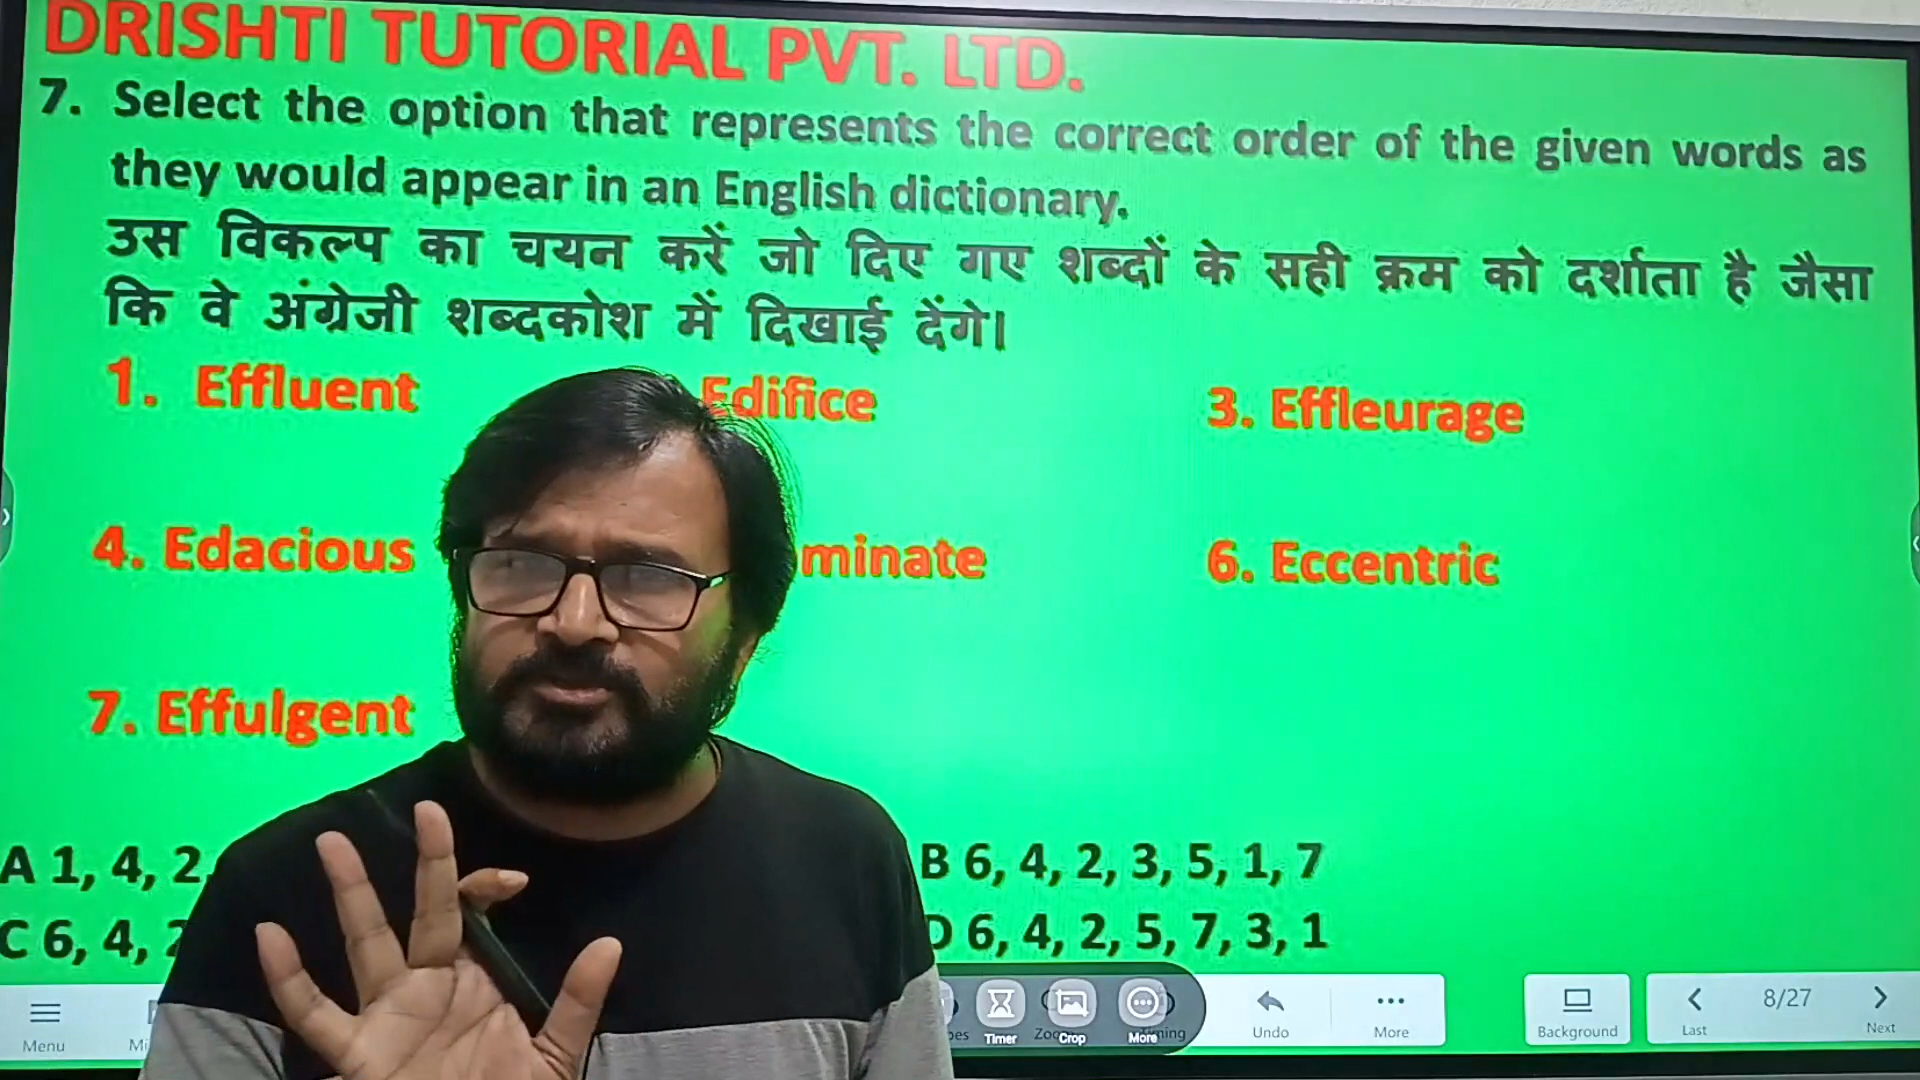 DRISHTI TUTORIAL PVT. LTD.
7. Select the option that represents the correct order of the given words as
they would appear in an English dictionary.
उस विकल्प का चयन करें जो दिए गए शब्दों के सही क्रम को दर्शाता है जैसा
कि वे अंग्रेजी शब्दकोश में दिखाई देंगे।
1. Effluent Edifice 3. Effleurage
4. Edacious minate 6. Eccentric
7. Effulgent
A 1, 4, 2, B 6, 4, 2, 3, 5, 1, 7
C 6, 4, 2 D 6, 4, 2, 5, 7, 3, 1
Menu Timer Crop More Undo More Background Last 8/27 Next